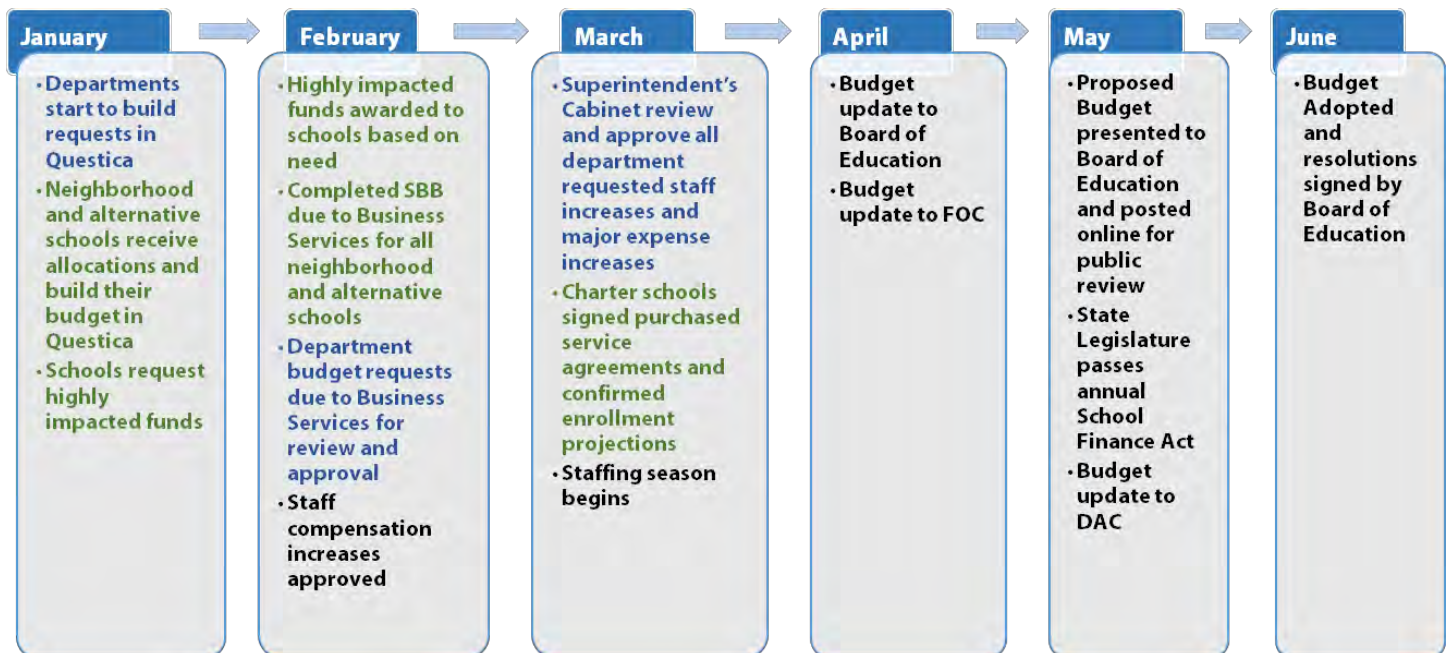 January
• Departments
start to build
requests in
Questica
• Neighborhood
and alternative
schools receive
allocations and
build their
budget in
Questica
• Schools request
highly
impacted funds
February
• Highly impacted
funds awarded to
schools based on
need
• Completed SBB
due to Business
Services for all
neighborhood
and alternative
schools
• Department
budget requests
due to Business
Services for
review and
approval
• Staff
compensation
increases
approved
March
• Superintendent's
Cabinet review
and approve all
department
requested staff
increases and
major expense
increases
• Charter schools
signed purchased
service
agreements and
confirmed
enrollment
projections
• Staffing season
begins
April
• Budget
update to
Board of
Education
• Budget
update to FOC
May
• Proposed
Budget
presented to
Board of
Education
and posted
online for
public
review
• State
Legislature
passes
annual
School
Finance Act
• Budget
update to
DAC
June
• Budget
Adopted
and
resolutions
signed by
Board of
Education